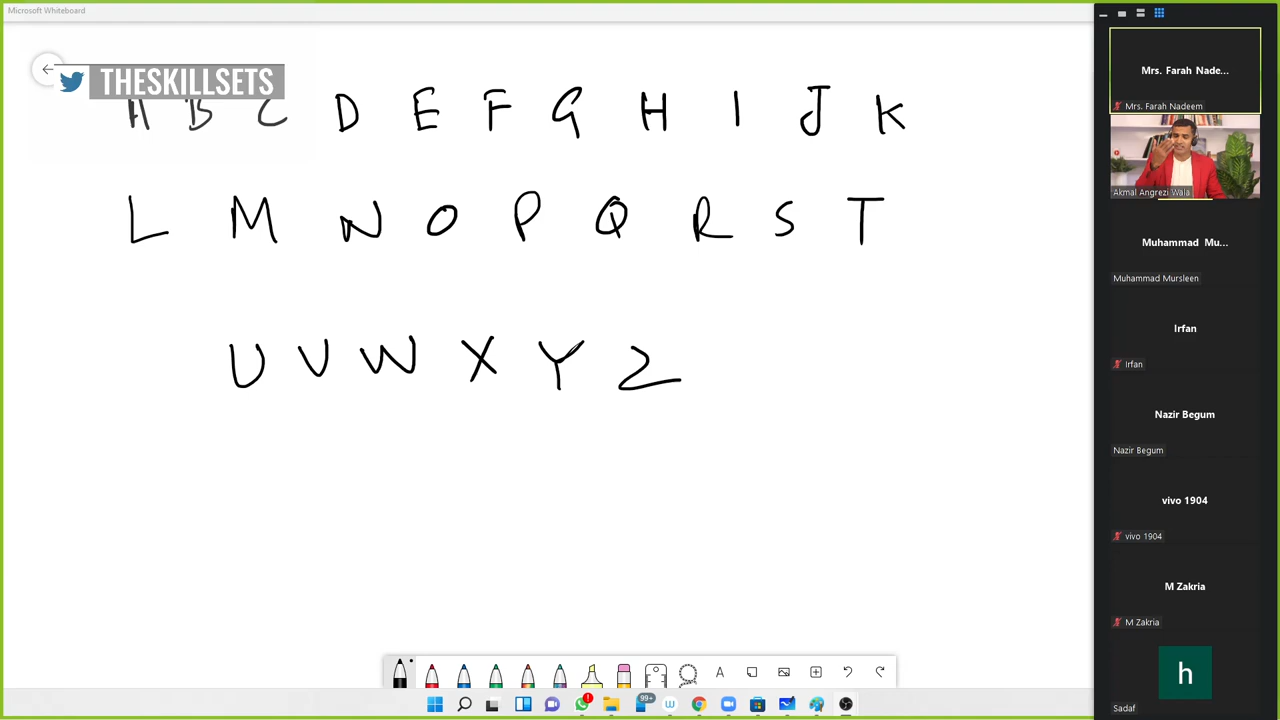 Microsoft Whiteboard
THESKILLSETS
A B C D E F G H I J K
L M N O P Q R S T
U V W X Y Z
Mrs. Farah Nade...
Mrs. Farah Nadeem
Akmal Angrezi Wala
Muhammad Mu...
Muhammad Mursleen
Irfan
Irfan
Nazir Begum
Nazir Begum
vivo 1904
vivo 1904
M Zakria
M Zakria
h
Sadaf
A
99+